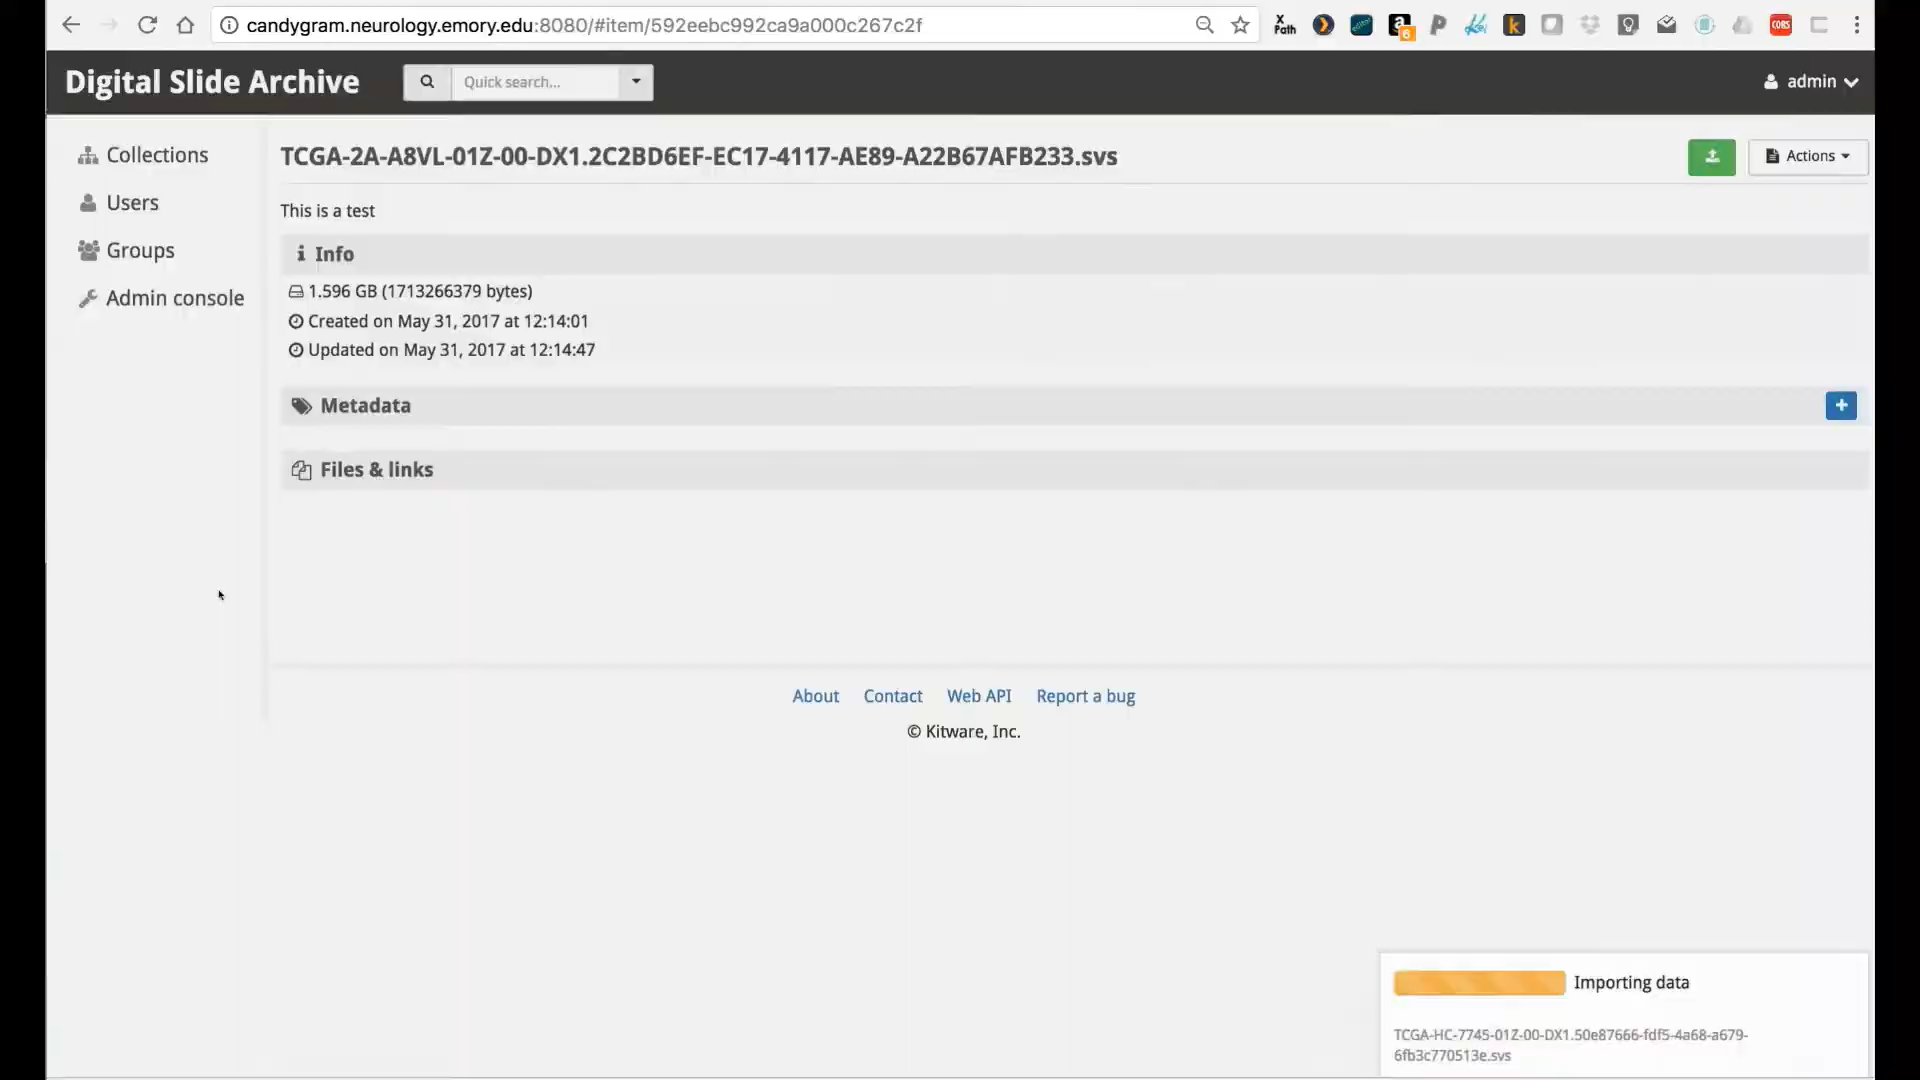 candygram.neurology.emory.edu:8080/#item/592eebc992ca9a000c267c2f
X
Path
6
CORS
Digital Slide Archive
Quick search...
admin
Collections
Users
Groups
Admin console
TCGA-2A-A8VL-01Z-00-DX1.2C2BD6EF-EC17-4117-AE89-A22B67AFB233.svs
Actions
This is a test
Info
1.596 GB (1713266379 bytes)
Created on May 31, 2017 at 12:14:01
Updated on May 31, 2017 at 12:14:47
Metadata
Files & links
About Contact Web API Report a bug
© Kitware, Inc.
Importing data
TCGA-HC-7745-01Z-00-DX1.50e87666-fdf5-4a68-a679-
6fb3c770513e.svs